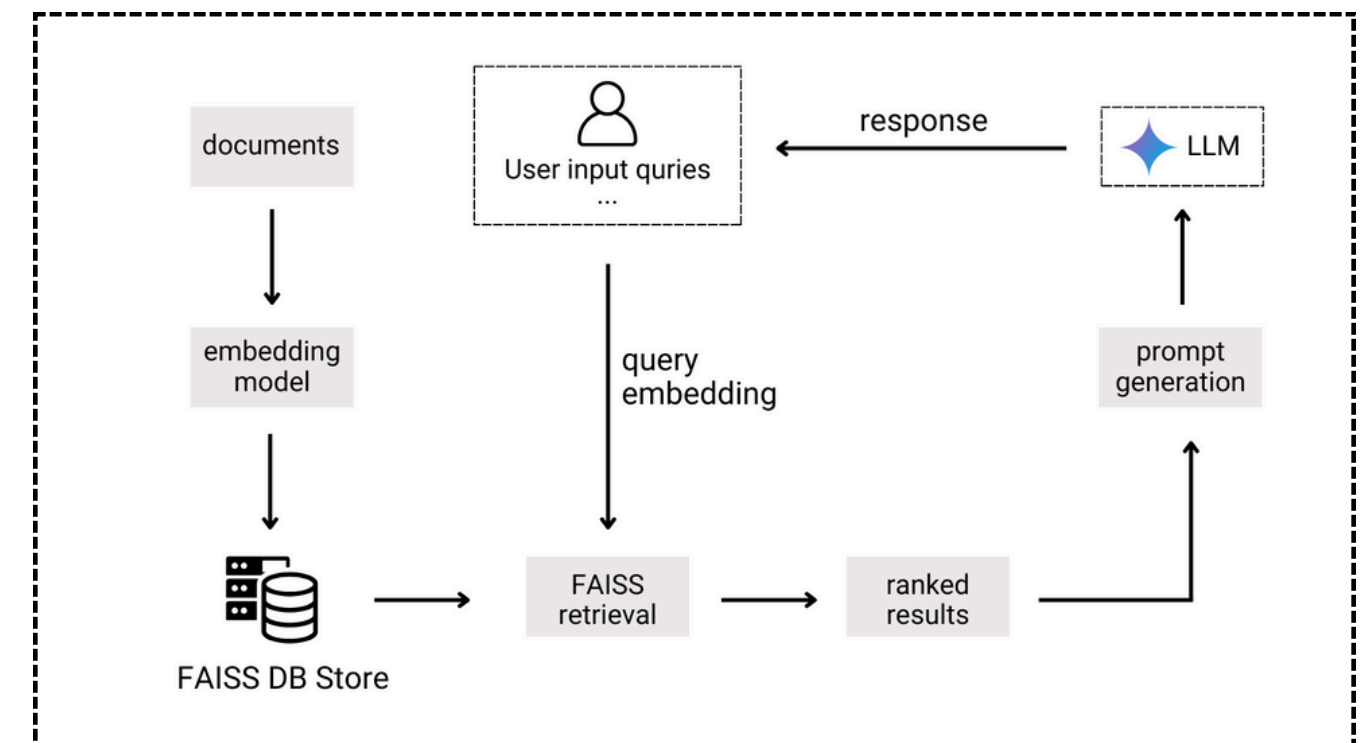 documents
User input quries
...
response
LLM
embedding
model
query
embedding
prompt
generation
FAISS
retrieval
ranked
results
FAISS DB Store